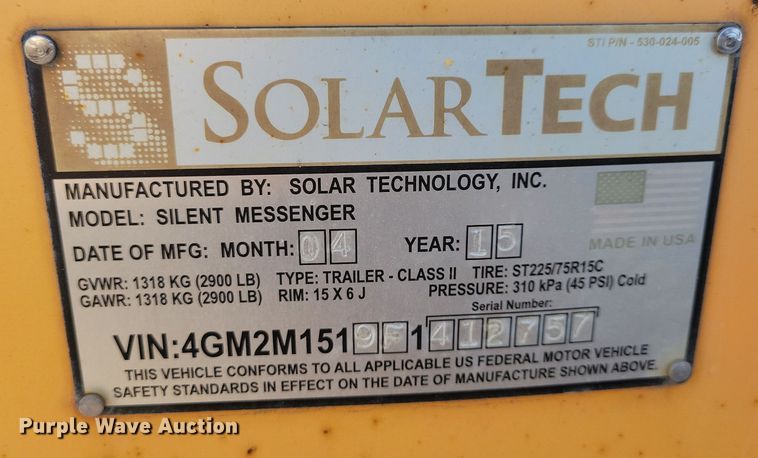 STI P/N - 530-024-005
SOLARTECH
MANUFACTURED BY: SOLAR TECHNOLOGY, INC.
MODEL: SILENT MESSENGER
DATE OF MFG: MONTH: 04 YEAR: 15
MADE IN USA
GVWR: 1318 KG (2900 LB) TYPE: TRAILER - CLASS II TIRE: ST225/75R15C
GAWR: 1318 KG (2900 LB) RIM: 15 X 6 J PRESSURE: 310 kPa (45 PSI) Cold
Serial Number:
VIN:4GM2M1519F1412757
THIS VEHICLE CONFORMS TO ALL APPLICABLE US FEDERAL MOTOR VEHICLE
SAFETY STANDARDS IN EFFECT ON THE DATE OF MANUFACTURE SHOWN ABOVE.
Purple Wave Auction